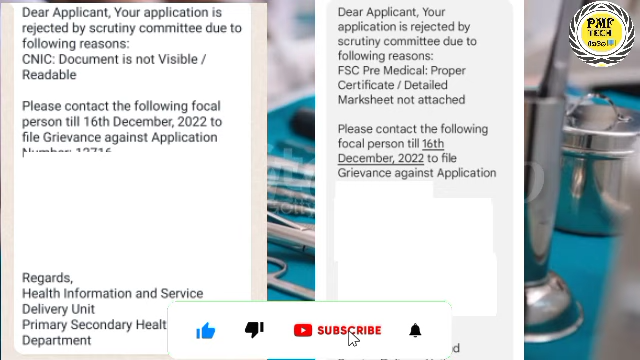 Dear Applicant, Your application is
rejected by scrutiny committee due to
following reasons:
CNIC: Document is not Visible /
Readable
Please contact the following focal
person till 16th December, 2022 to
file Grievance against Application
Number: 12716
Regards,
Health Information and Service
Delivery Unit
Primary Secondary Healt
Department
Dear Applicant, Your
application is rejected by
scrutiny committee due to
following reasons:
FSC Pre Medical: Proper
Certificate / Detailed
Marksheet not attached
Please contact the following
focal person till 16th
December, 2022 to file
Grievance against Application
PMF
TECH
SUBSCRIBE